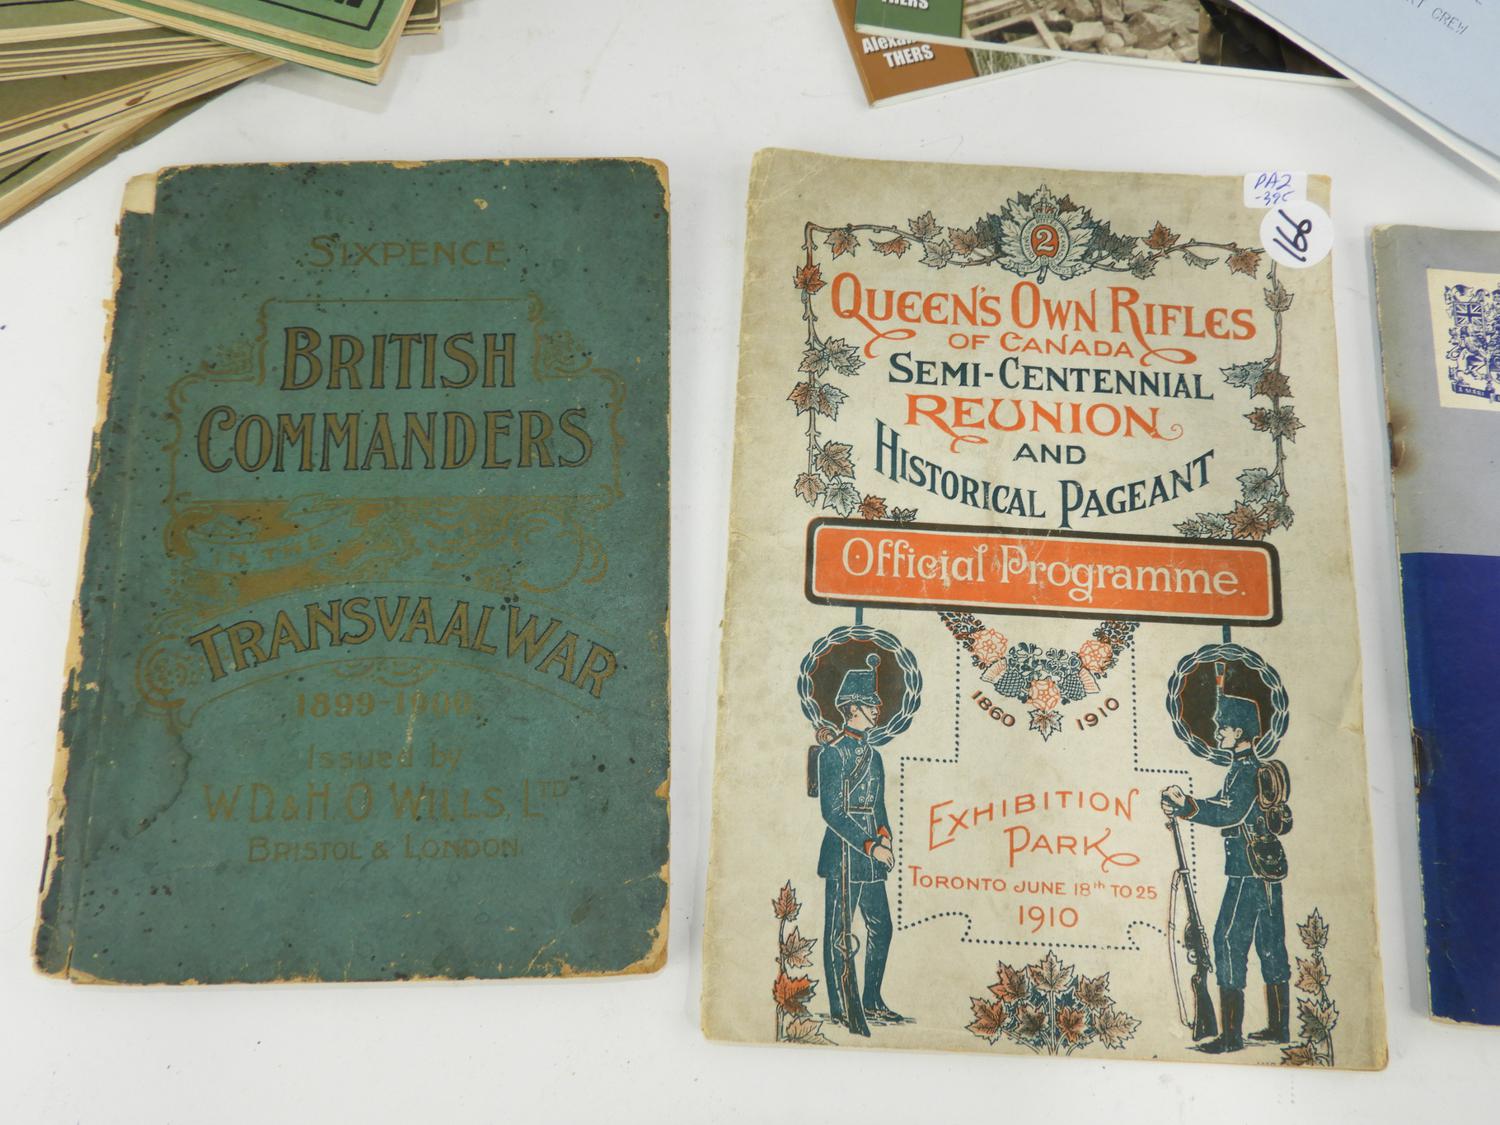 THERS
THERS
CREW
SIXPENCE
BRITISH
COMMANDERS
IN THE
TRANSVAAL WAR
1899-1900.
Issued by
W.D. & H.O. WILLS, LTD
BRISTOL & LONDON.
PA2
116
2
QUEEN'S OWN RIFLES
OF CANADA
SEMI-CENTENNIAL
REUNION
AND
HISTORICAL PAGEANT
Official Programme.
1860 1910
EXHIBITION
PARK
TORONTO JUNE 18th TO 25
1910